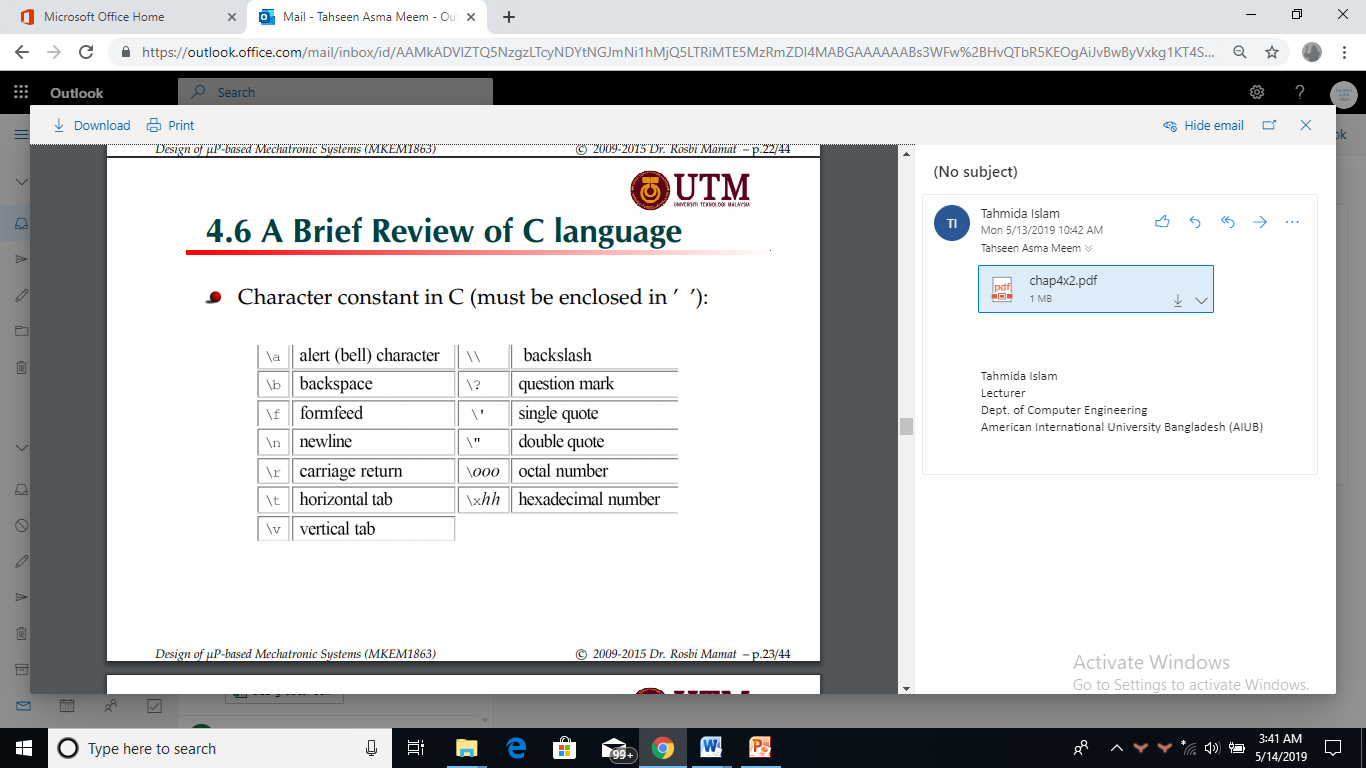 Microsoft Office Home
Mail - Tahseen Asma Meem - Ou
https://outlook.office.com/mail/inbox/id/
Outlook
Search
Download
Print
Hide email
Design of µP-based Mechatronic Systems (MKEM1863)
© 2009-2015 Dr. Rosbi Mamat – p.22/44
UTM
UNIVERSITI TEKNOLOGI MALAYSIA
4.6 A Brief Review of C language
Character constant in C (must be enclosed in ′ ′):
\a alert (bell) character \\ backslash
\b backspace \? question mark
\f formfeed \' single quote
\n newline \" double quote
\r carriage return \ooo octal number
\t horizontal tab \xhh hexadecimal number
\v vertical tab
Design of µP-based Mechatronic Systems (MKEM1863)
© 2009-2015 Dr. Rosbi Mamat – p.23/44
(No subject)
TI
Tahmida Islam
Mon 5/13/2019 10:42 AM
Tahseen Asma Meem
pdf
chap4x2.pdf
1 MB
Tahmida Islam
Lecturer
Dept. of Computer Engineering
American International University Bangladesh (AIUB)
Activate Windows
Go to Settings to activate Windows.
Type here to search
99+
3:41 AM
5/14/2019